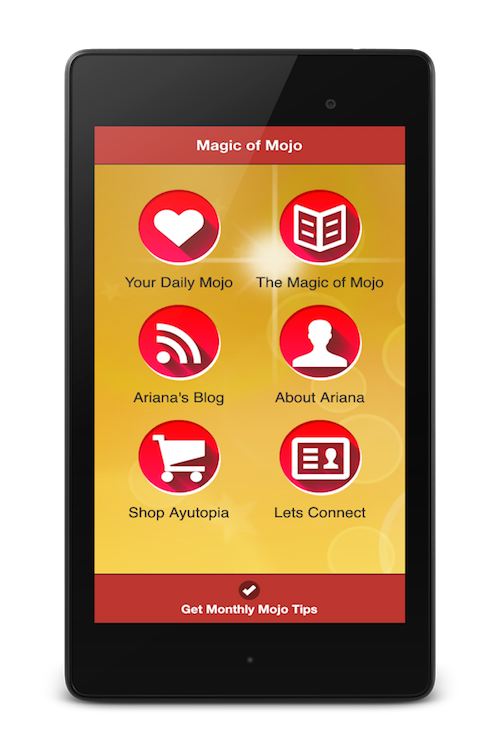 Magic of Mojo
Your Daily Mojo
The Magic of Mojo
Ariana's Blog
About Ariana
Shop Ayutopia
Lets Connect
Get Monthly Mojo Tips